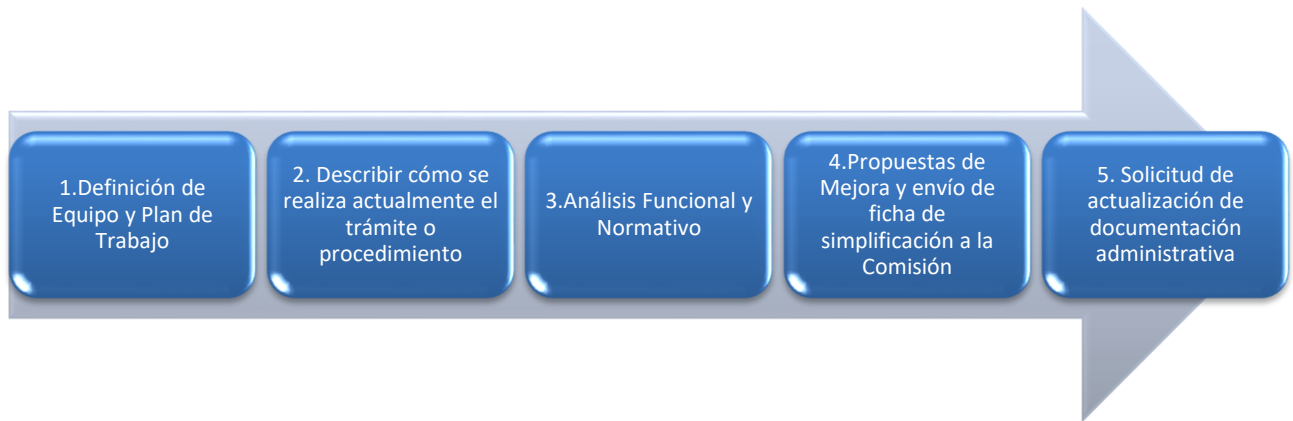 1.Definición de
Equipo y Plan de
Trabajo
2. Describir cómo se
realiza actualmente el
trámite o
procedimiento
3.Análisis Funcional y
Normativo
4.Propuestas de
Mejora y envío de
ficha de
simplificación a la
Comisión
5. Solicitud de
actualización de
documentación
administrativa